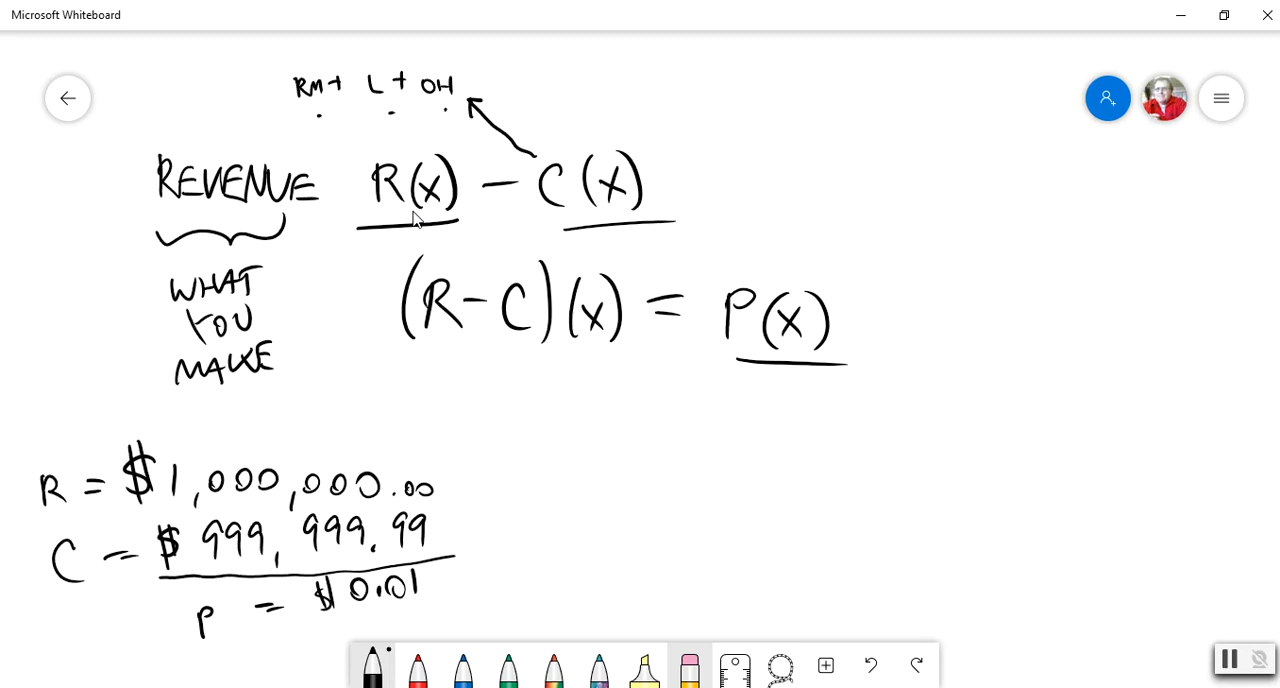 Microsoft Whiteboard
RM+ L + OH
REVENUE R(x) - C(x)
WHAT
YOU
MAKE
(R-C)(x) = P(x)
R = $1,000,000.00
C = $ 999,999.99
P = $0.01